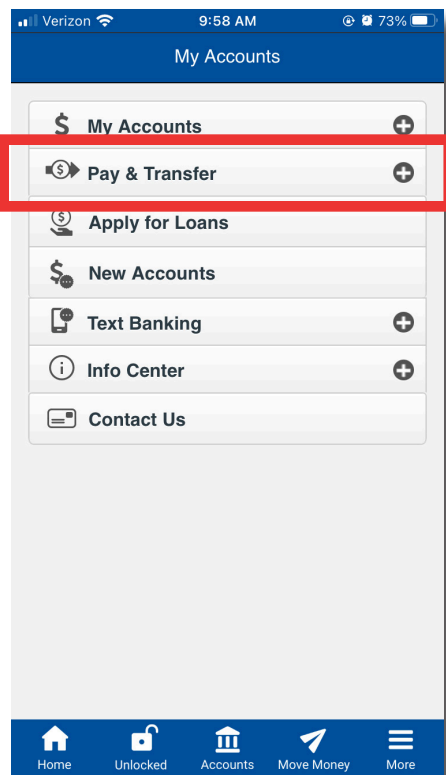 Verizon 9:58 AM 73%
My Accounts
My Accounts
Pay & Transfer
Apply for Loans
New Accounts
Text Banking
Info Center
Contact Us
Home Unlocked Accounts Move Money More